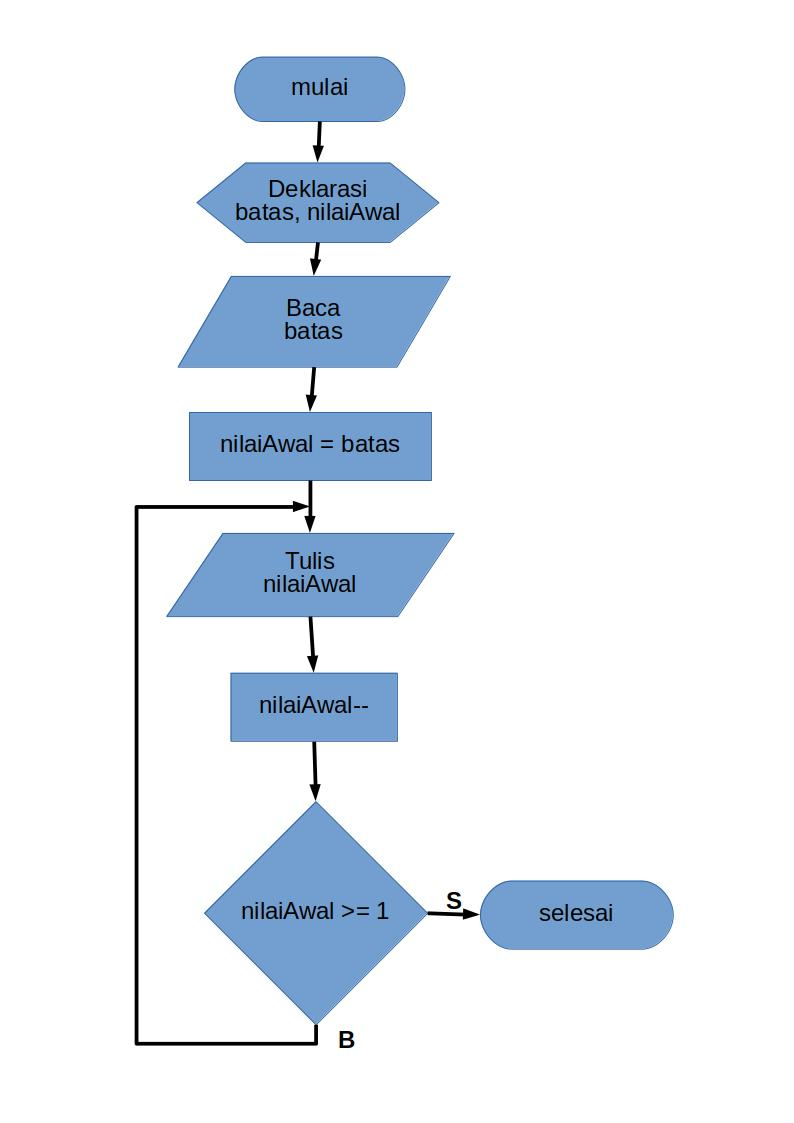 mulai
Deklarasi
batas, nilaiAwal
Baca
batas
nilaiAwal = batas
Tulis
nilaiAwal
nilaiAwal--
nilaiAwal >= 1
S
selesai
B